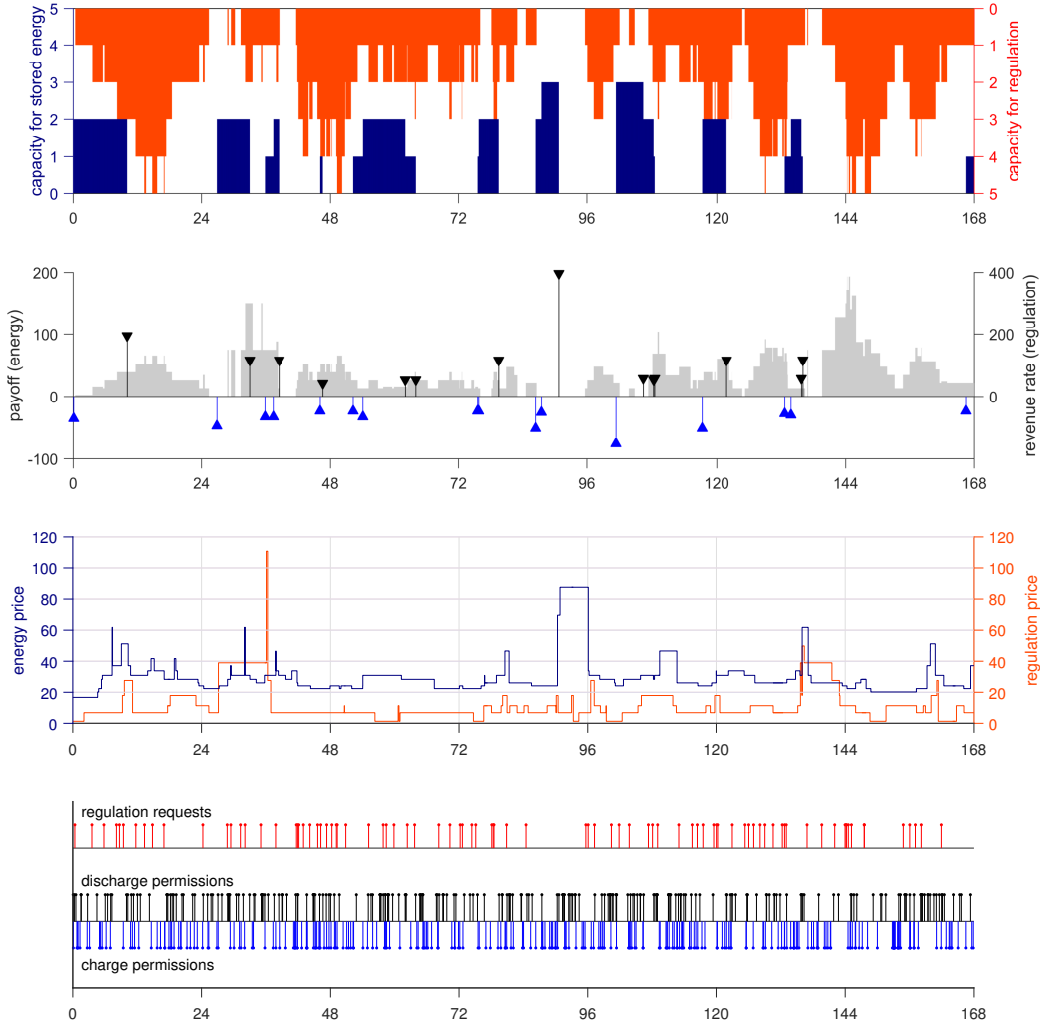 5 4 3 2 1 0
capacity for stored energy
0 1 2 3 4 5
capacity for regulation
0 24 48 72 96 120 144 168
200 100 0 -100
payoff (energy)
400 200 0
revenue rate (regulation)
0 24 48 72 96 120 144 168
120 100 80 60 40 20 0
energy price
120 100 80 60 40 20 0
regulation price
0 24 48 72 96 120 144 168
regulation requests
discharge permissions
charge permissions
0 24 48 72 96 120 144 168